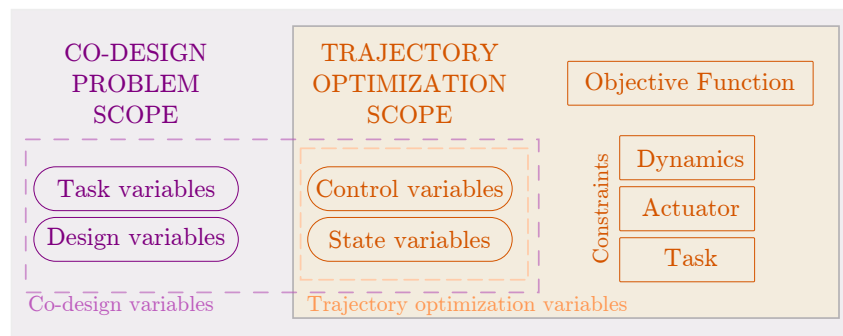 CO-DESIGN
PROBLEM
SCOPE
TRAJECTORY
OPTIMIZATION
SCOPE
Objective Function
Task variables
Design variables
Control variables
State variables
Constraints
Dynamics
Actuator
Task
Co-design variables
Trajectory optimization variables